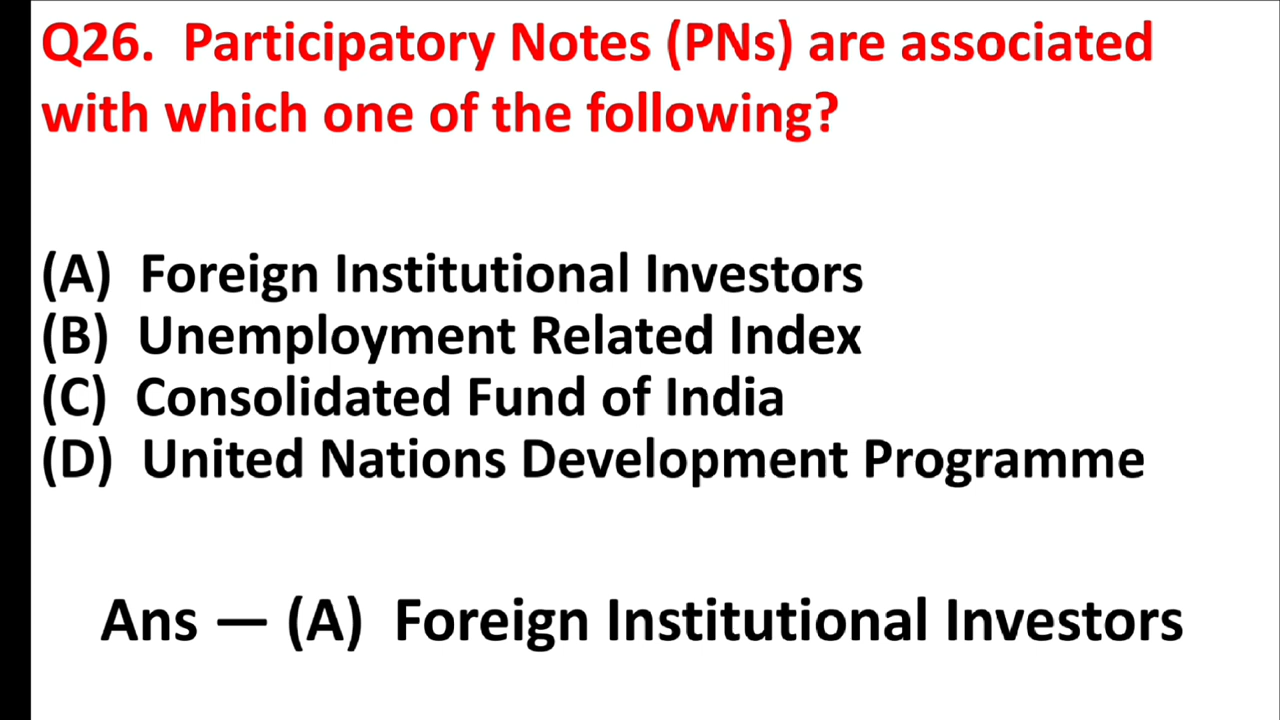 Q26. Participatory Notes (PNs) are associated
with which one of the following?
(A) Foreign Institutional Investors
(B) Unemployment Related Index
(C) Consolidated Fund of India
(D) United Nations Development Programme
Ans — (A) Foreign Institutional Investors